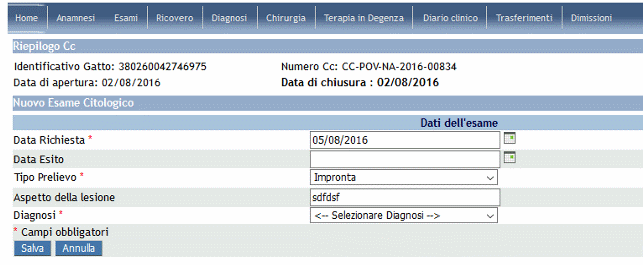 Home Anamnesi Esami Ricovero Diagnosi Chirurgia Terapia in Degenza Diario clinico Trasferimenti Dimissioni
Riepilogo Cc
Identificativo Gatto: 380260042746975 Numero Cc: CC-POV-NA-2016-00834
Data di apertura: 02/08/2016 Data di chiusura : 02/08/2016
Nuovo Esame Citologico
Dati dell'esame
Data Richiesta * 05/08/2016
Data Esito
Tipo Prelievo * Impronta
Aspetto della lesione sdfdsf
Diagnosi * <-- Selezionare Diagnosi -->
* Campi obbligatori
Salva Annulla